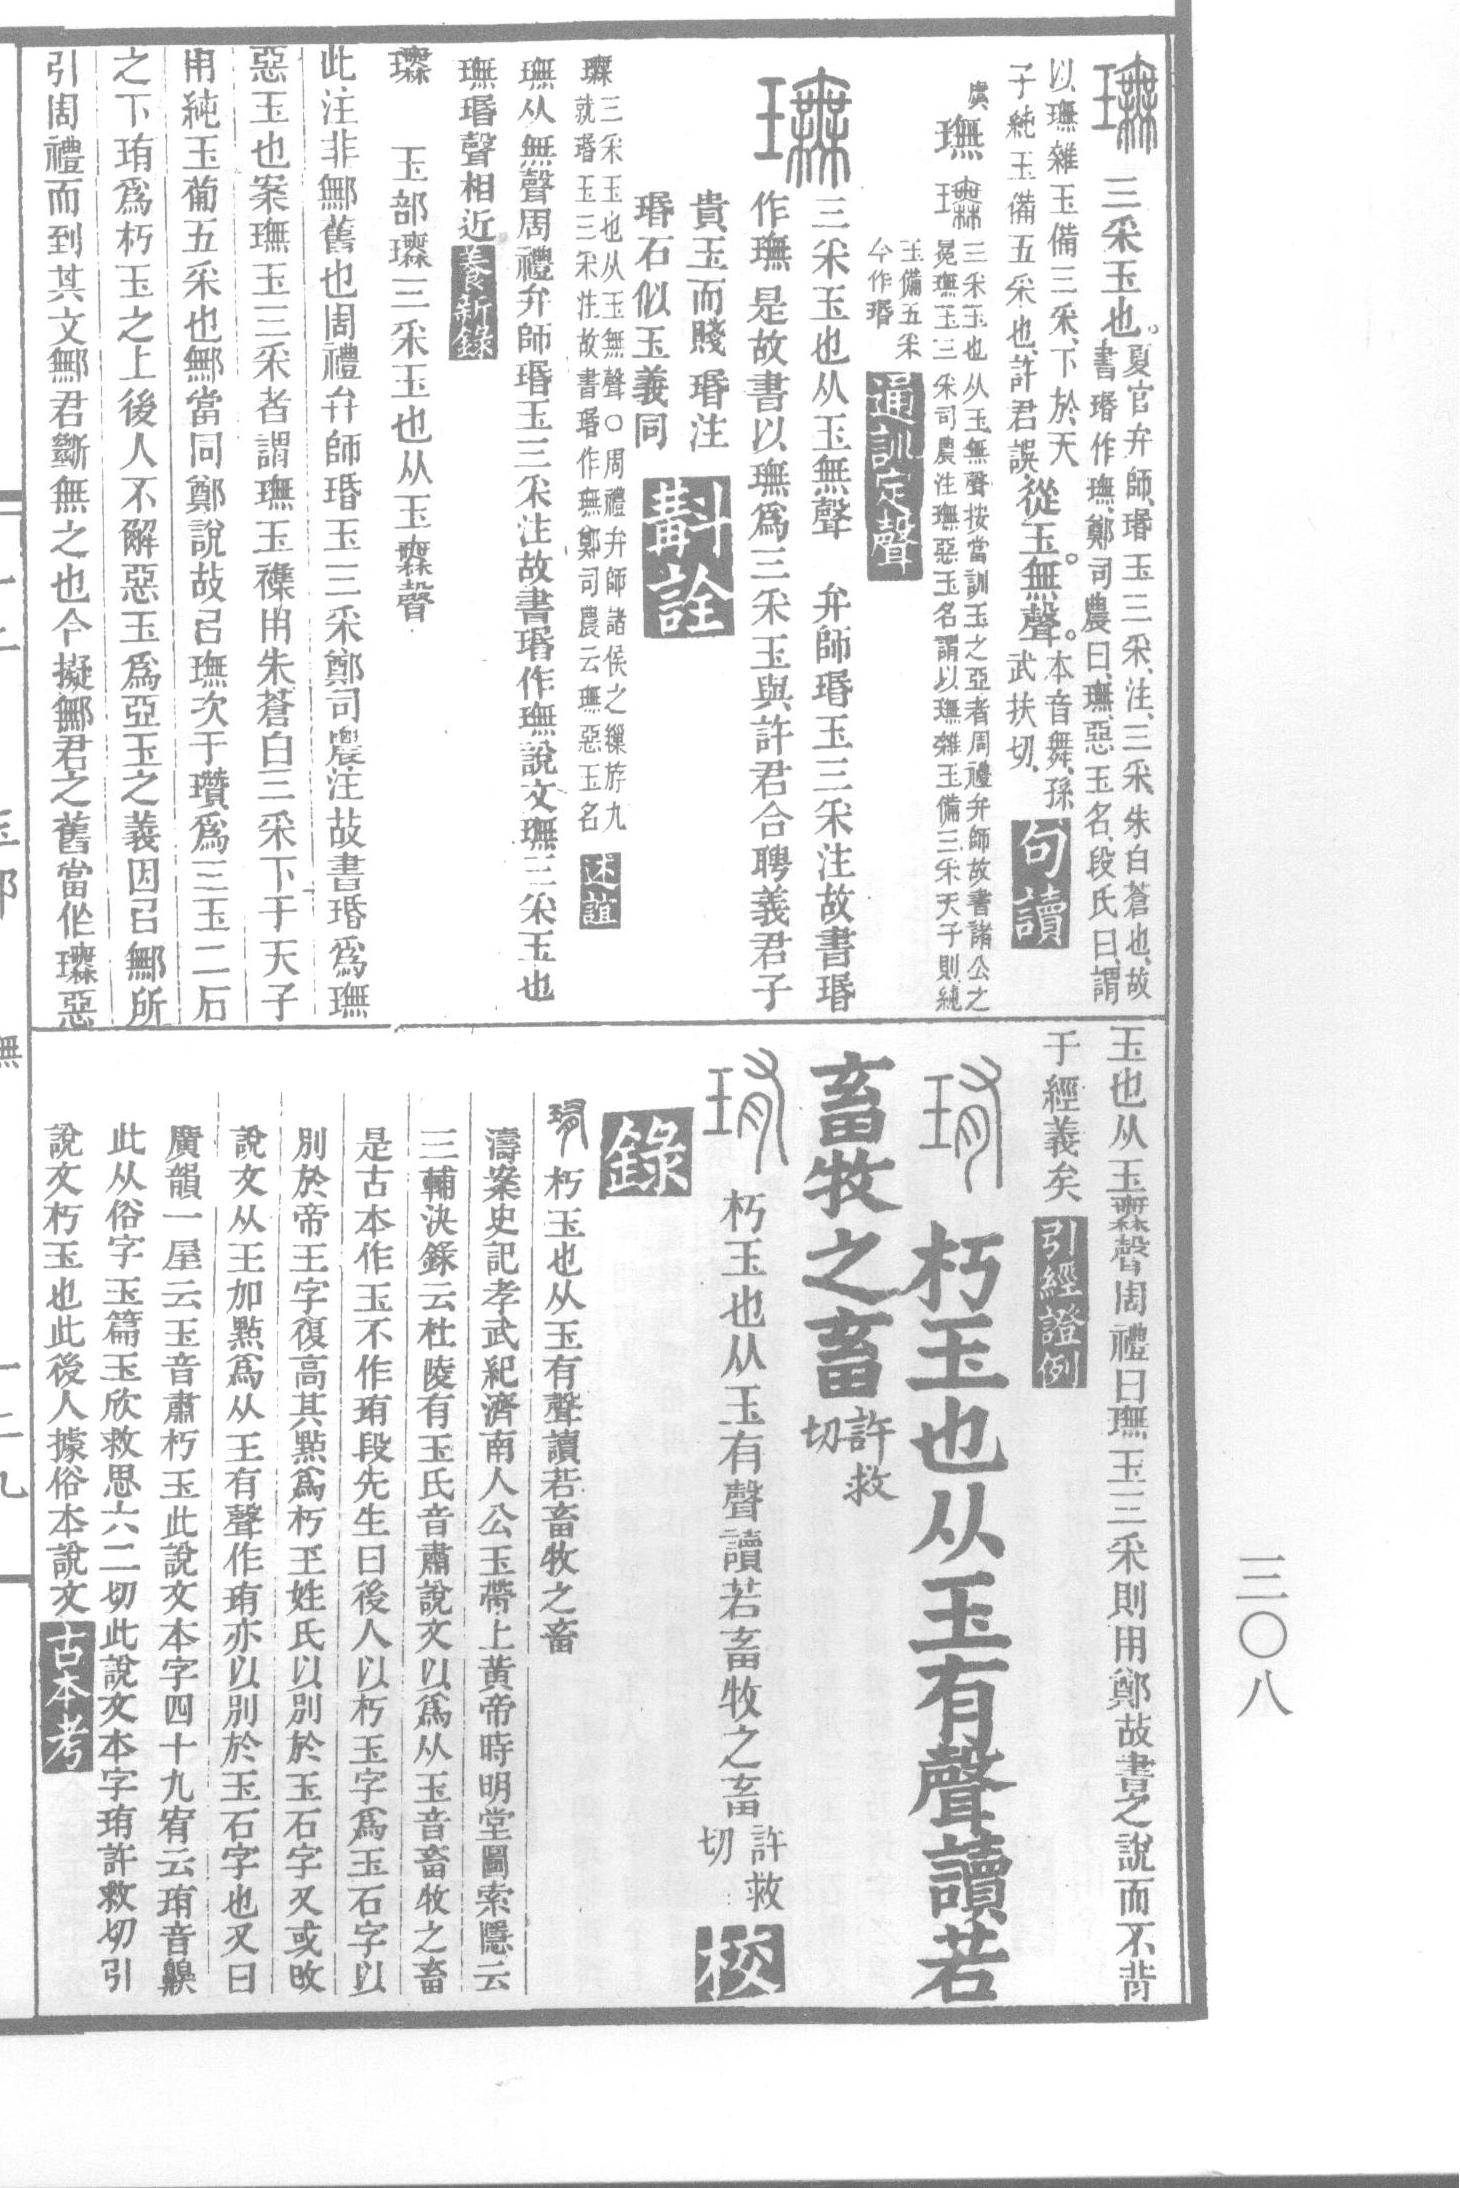 三采玉也。
夏官弁師、瑉玉三采、注、三采、朱白蒼也、故
書瑉作璑、鄭司農曰、璑、惡玉名、段氏曰、謂
以璑雜玉備三采、下於天
子純玉備五采也、許君誤
從玉。無聲。
本音舞、孫
武扶切、
句讀
虞
璑
三采玉也从玉無聲按當訓玉之亞者周禮弁師故書諸公之
冕璑玉三采司農注璑惡玉名謂以璑雜玉備三采天子則純
玉備五采
今作瑉
通訓定聲
三采玉也从玉無聲 弁師瑉玉三采注故書瑉
作璑 是故書以璑爲三采玉與許君合聘義君子
貴玉而賤瑉注
瑉石似玉義同
斠詮
三采玉也从玉無聲〇周禮弁師諸侯之繅斿九
就瑉玉三采注故書瑉作璑鄭司農云璑惡玉名
述誼
璑从無聲周禮弁師瑉玉三采注故書瑉作璑說文璑三采玉也
璑瑉聲相近
養新錄
璑 玉部璑三采玉也从玉無聲
此注非鄦舊也周禮弁師瑉玉三采鄭司農注故書瑉爲璑
惡玉也案璑玉三采者謂璑玉襍用朱蒼白三采下于天子
用純玉葡五采也鄦當同鄭說故㠯璑次于瓚爲三玉二石
之下珛爲朽玉之上後人不解惡玉爲亞玉之義因㠯鄦所
引周禮而到其文鄦君斷無之也今擬鄦君之舊當作璑惡
玉也从玉無聲周禮曰璑玉三采則用鄭故書之說而不背
于經義矣
引經證例
珛 朽玉也从玉有聲讀若
畜牧之畜
許救
切
珛 朽玉也从玉有聲讀若畜牧之畜
許救
切
校
錄
珛 朽玉也从玉有聲讀若畜牧之畜
濤案史記孝武紀濟南人公玉帶上黃帝時明堂圖索隱云
三輔決錄云杜陵有玉氏音肅說文以爲从玉音畜牧之畜
是古本作玉不作珛段先生曰後人以朽玉字爲玉石字以
別於帝王字復高其點爲朽王姓氏以別於玉石字又或改
說文从王加點爲从王有聲作珛亦以別於玉石字也又曰
廣韻一屋云玉音肅朽玉此說文本字四十九宥云珛音齅
此从俗字玉篇玉欣救思六二切此說文本字珛許救切引
說文朽玉也此後人據俗本說文
古本考
三〇八